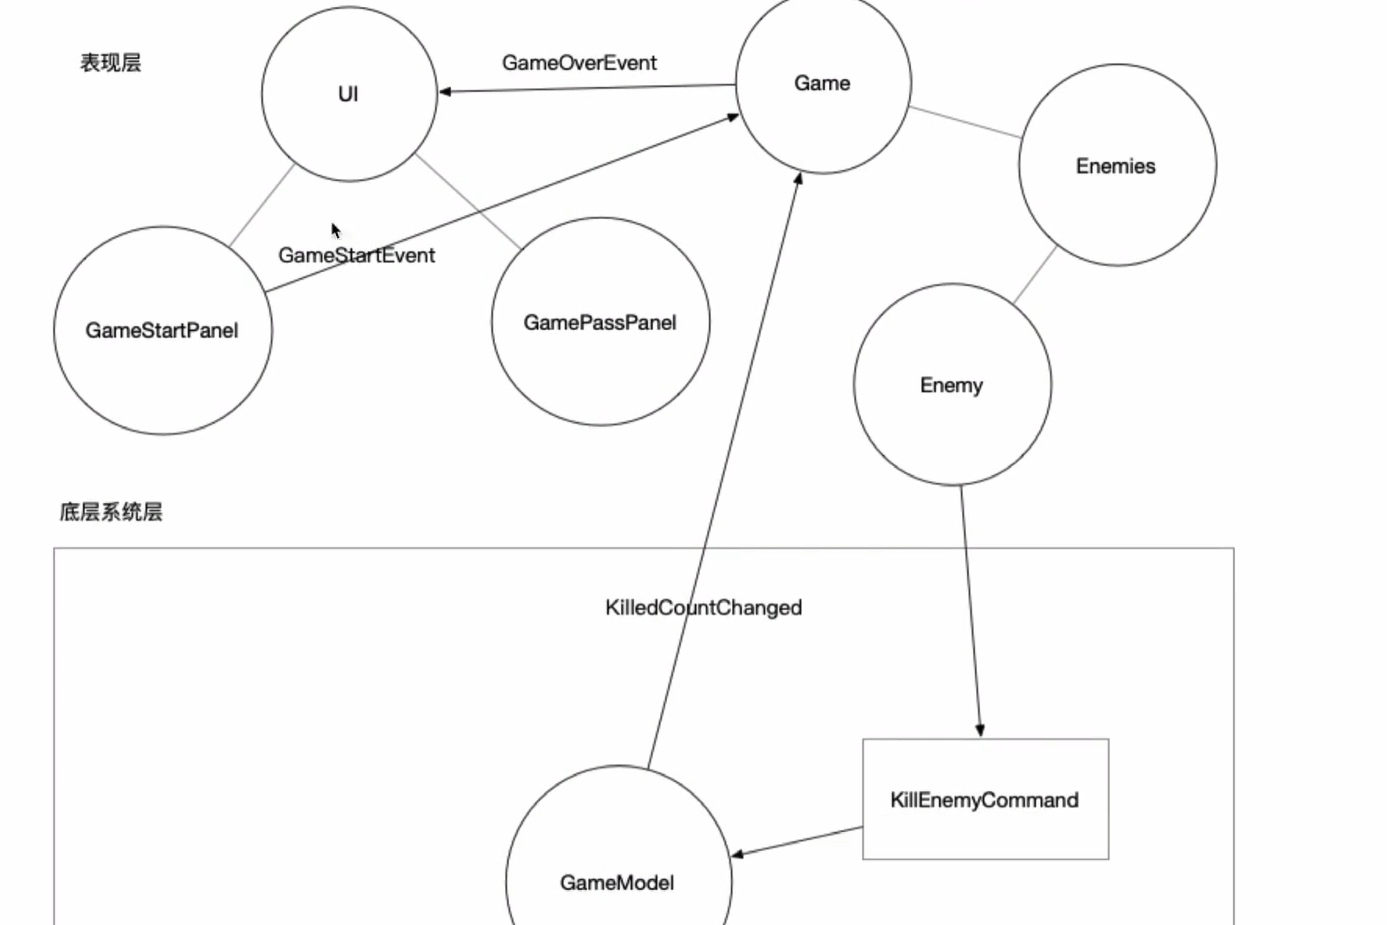 表现层
GameOverEvent
Game
UI
Enemies
GameStartEvent
GameStartPanel
GamePassPanel
Enemy
底层系统层
KilledCountChanged
KillEnemyCommand
GameModel